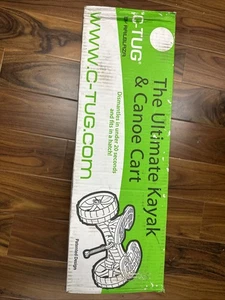 C-TUG
The Ultimate Kayak
& Canoe Cart
Dismantles in under 20 seconds
and fits in a hatch!
www.C-TUG.com
Patented Design